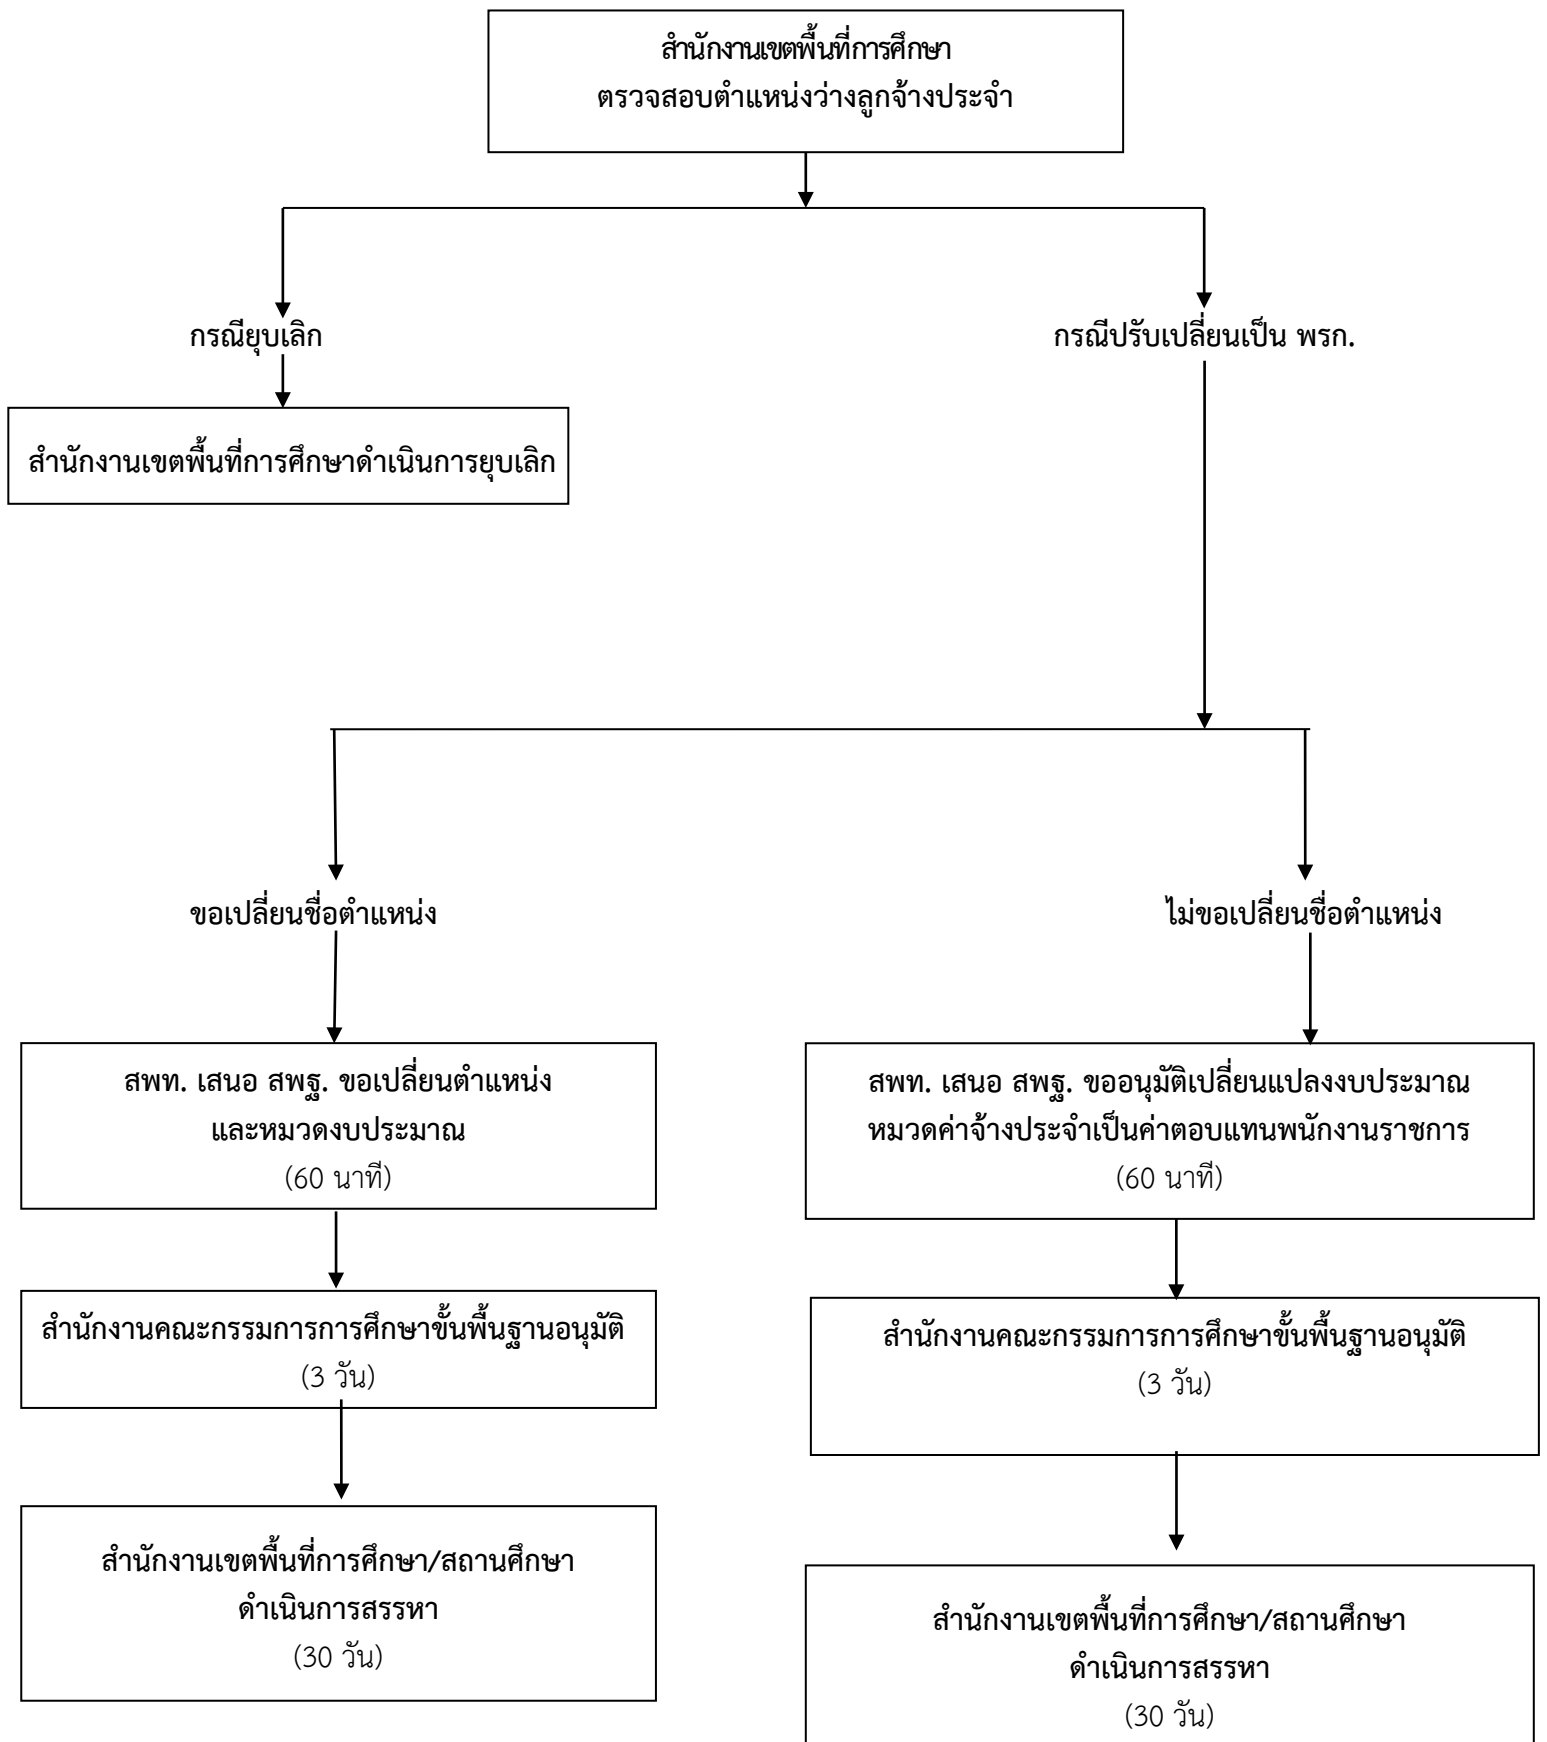 สำนักงานเขตพื้นที่การศึกษา
ตรวจสอบตำแหน่งว่างลูกจ้างประจำ
กรณียุบเลิก
กรณีปรับเปลี่ยนเป็น พรก.
สำนักงานเขตพื้นที่การศึกษาดำเนินการยุบเลิก
ขอเปลี่ยนชื่อตำแหน่ง
ไม่ขอเปลี่ยนชื่อตำแหน่ง
สพท. เสนอ สพฐ. ขอเปลี่ยนตำแหน่ง
และหมวดงบประมาณ
(60 นาที)
สพท. เสนอ สพฐ. ขออนุมัติเปลี่ยนแปลงงบประมาณ
หมวดค่าจ้างประจำเป็นค่าตอบแทนพนักงานราชการ
(60 นาที)
สำนักงานคณะกรรมการการศึกษาขั้นพื้นฐานอนุมัติ
(3 วัน)
สำนักงานคณะกรรมการการศึกษาขั้นพื้นฐานอนุมัติ
(3 วัน)
สำนักงานเขตพื้นที่การศึกษา/สถานศึกษา
ดำเนินการสรรหา
(30 วัน)
สำนักงานเขตพื้นที่การศึกษา/สถานศึกษา
ดำเนินการสรรหา
(30 วัน)